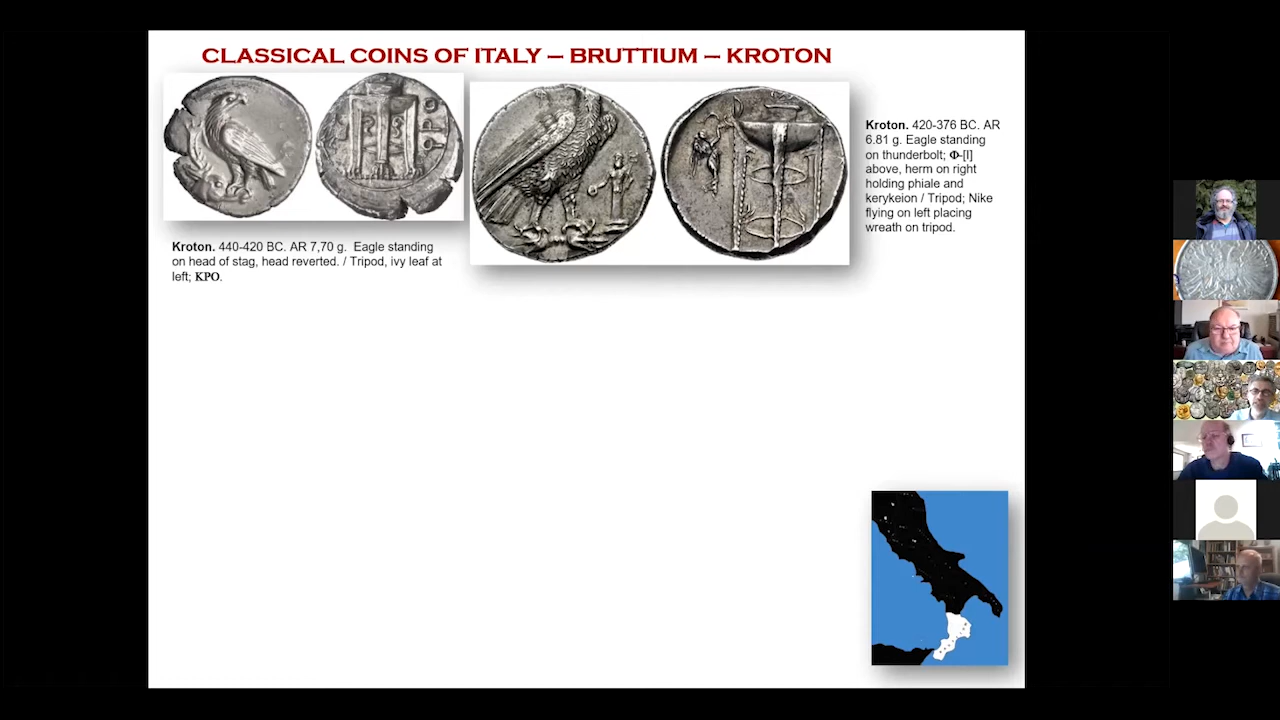 CLASSICAL COINS OF ITALY – BRUTTIUM – KROTON
Kroton. 440-420 BC. AR 7,70 g. Eagle standing
on head of stag, head reverted. / Tripod, ivy leaf at
left; ΚΡΟ.
Kroton. 420-376 BC. AR
6.81 g. Eagle standing
on thunderbolt; Φ-[I]
above, herm on right
holding phiale and
kerykeion / Tripod; Nike
flying on left placing
wreath on tripod.